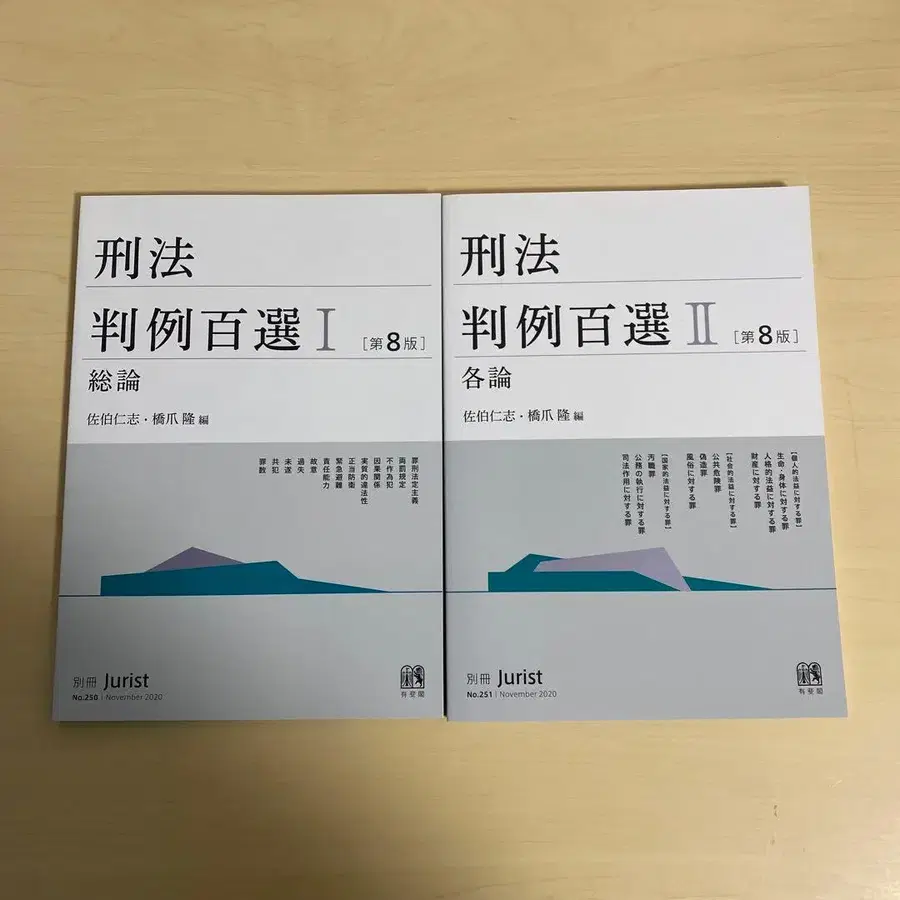 刑法
判例百選 I [第8版]
総論
佐伯仁志・橋爪 隆 編
罪刑法定主義
両罰規定
不作為犯
因果関係
実質的違法性
正当防衛
緊急避難
責任能力
故意
過失
未遂
共犯
罪数
別冊 Jurist
No.250 | November 2020
有斐閣
刑法
判例百選 II [第8版]
各論
佐伯仁志・橋爪 隆 編
[個人的法益に対する罪]
生命・身体に対する罪
人格的法益に対する罪
財産に対する罪
[社会的法益に対する罪]
公共危険罪
偽造罪
風俗に対する罪
[国家的法益に対する罪]
汚職罪
公務の執行に対する罪
司法作用に対する罪
別冊 Jurist
No.251 | November 2020
有斐閣